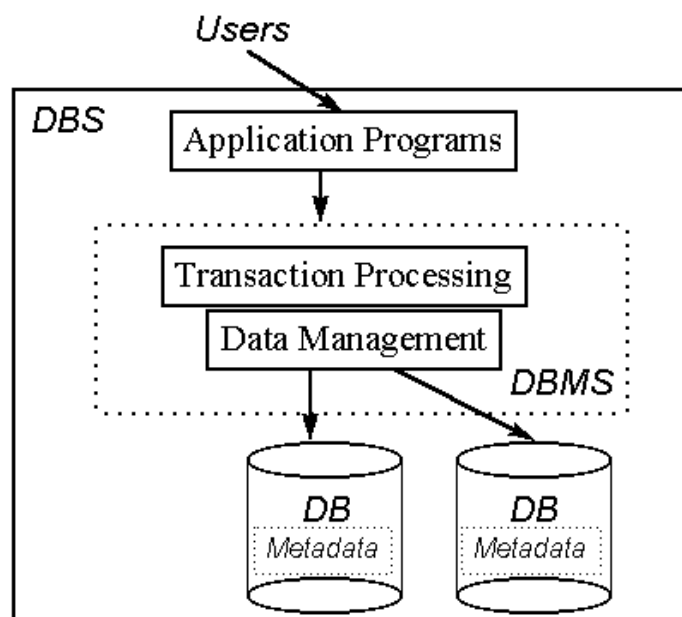 Users
DBS
Application Programs
Transaction Processing
Data Management
DBMS
DB
Metadata
DB
Metadata